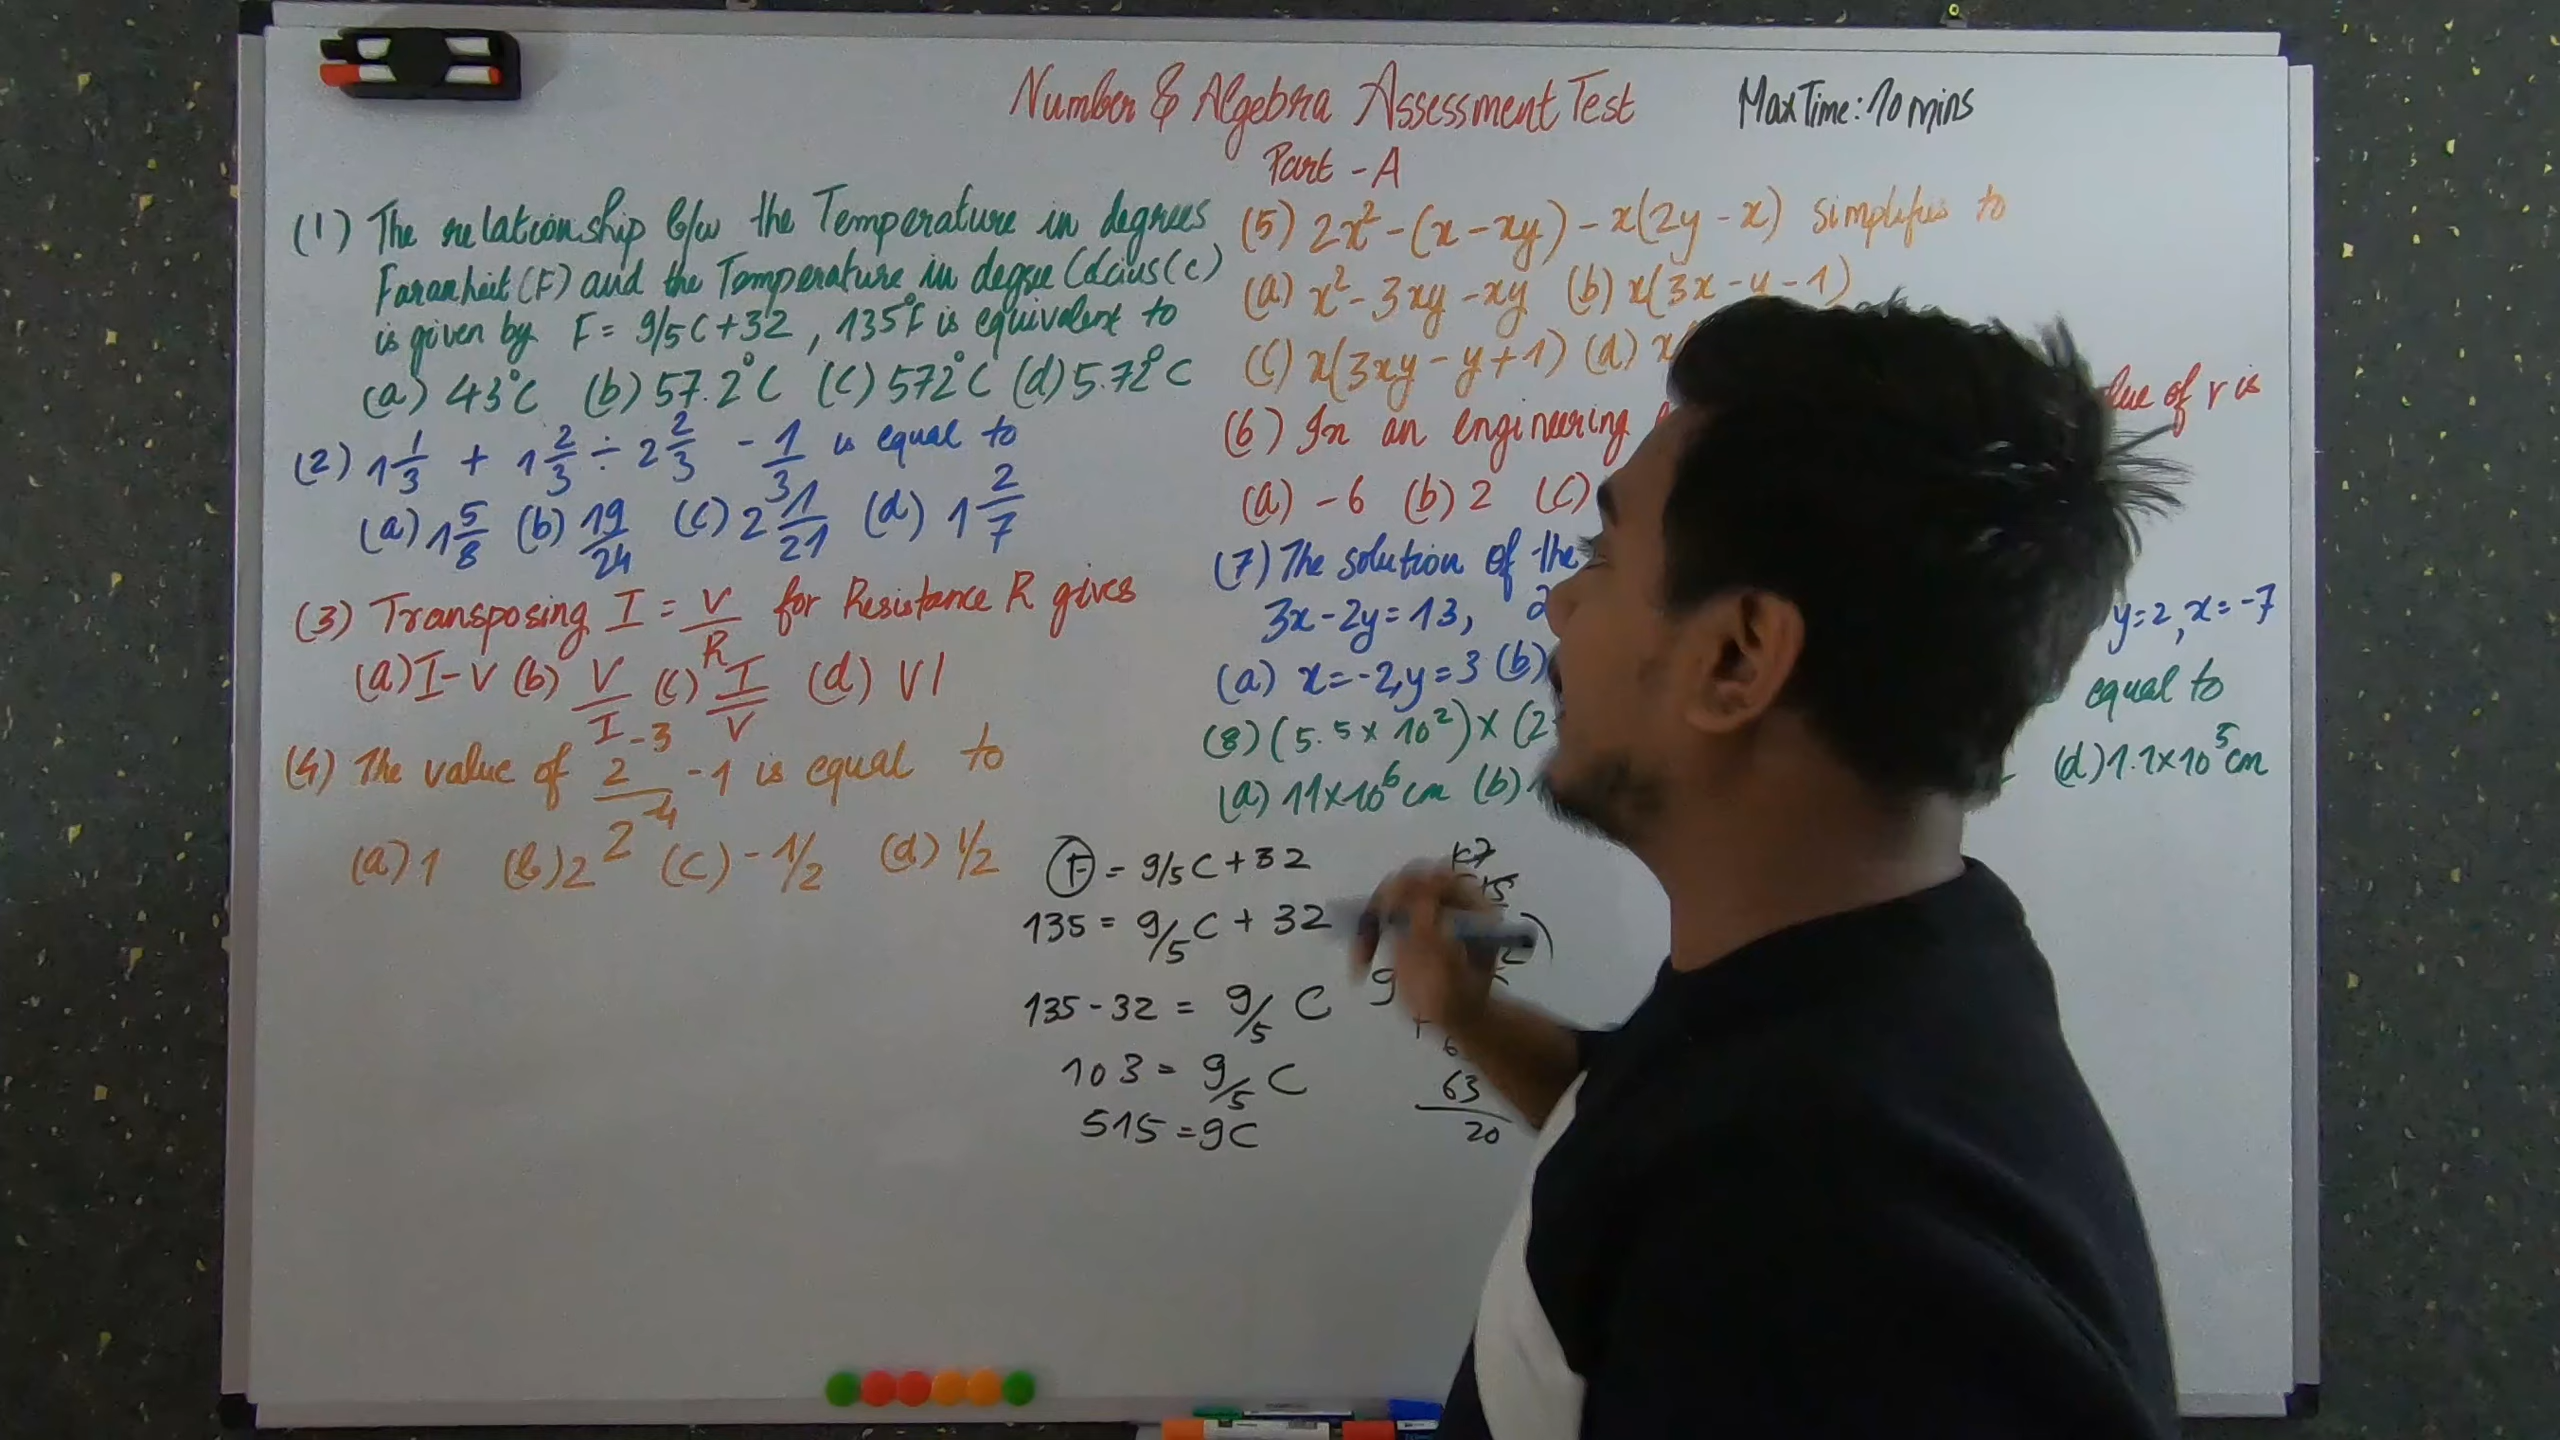 Number & Algebra Assessment Test
Max Time: 10 mins
Part - A
(1) The relationship b/w the Temperature in degrees
Faranheit (F) and the Temperature in degree Celcius (C)
is given by F = 9/5 C + 32, 135°F is equivalent to
(a) 43°C (b) 57.2°C (c) 572°C (d) 5.72°C
(2) 1 1/3 + 1 2/3 ÷ 2 2/3 - 1/3 is equal to
(a) 1 5/8 (b) 19/24 (c) 2 1/21 (d) 1 2/7
(3) Transposing I = V/R for Resistance R gives
(a) I-V (b) V/I (c) I/V (d) VI
(4) The value of 2^-3/2^-4 - 1 is equal to
(a) 1 (b) 2 (c) -1/2 (d) 1/2
(5) 2x² - (x - xy) - x(2y - x) simplifies to
(a) x² - 3xy - xy (b) x(3x - y - 1)
(c) x(3xy - y + 1) (d) x(
(6) In an engineering
value of r is
(a) -6 (b) 2 (c)
(7) The solution of the
3x - 2y = 13, 2
y=2, x=-7
(a) x=-2, y=3 (b)
(8) (5.5 x 10²) x (2
equal to
(a) 11x10⁶ cm (b) 1
(d) 1.1x10⁵ cm
F = 9/5 C + 32
135 = 9/5 C + 32
135 - 32 = 9/5 C
103 = 9/5 C
515 = 9C
9
63
20